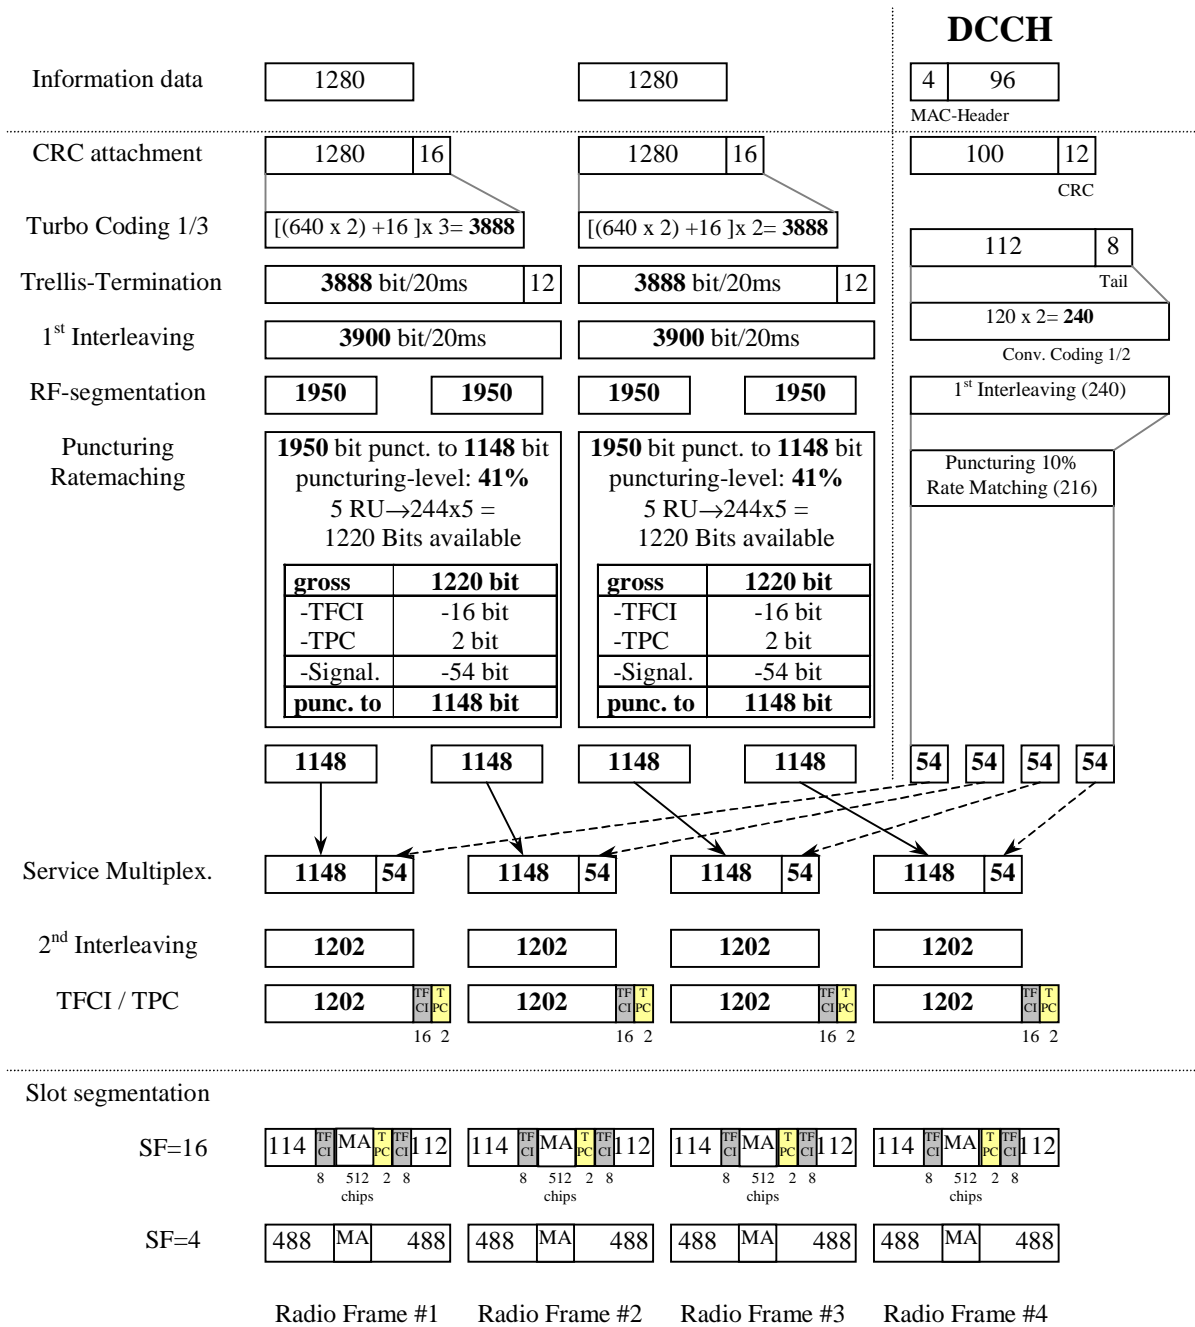 DCCH
Information data 1280 1280 4 96
MAC-Header
CRC attachment 1280 16 1280 16 100 12
CRC
Turbo Coding 1/3 [(640 x 2) +16 ]x 3= 3888 [(640 x 2) +16 ]x 2= 3888
112 8
Tail
Trellis-Termination 3888 bit/20ms 12 3888 bit/20ms 12
120 x 2= 240
Conv. Coding 1/2
1st Interleaving 3900 bit/20ms 3900 bit/20ms
RF-segmentation 1950 1950 1950 1950 1st Interleaving (240)
Puncturing
Ratemaching
1950 bit punct. to 1148 bit
puncturing-level: 41%
5 RU→244x5 =
1220 Bits available
gross 1220 bit
-TFCI -16 bit
-TPC 2 bit
-Signal. -54 bit
punc. to 1148 bit
1950 bit punct. to 1148 bit
puncturing-level: 41%
5 RU→244x5 =
1220 Bits available
gross 1220 bit
-TFCI -16 bit
-TPC 2 bit
-Signal. -54 bit
punc. to 1148 bit
Puncturing 10%
Rate Matching (216)
1148 1148 1148 1148 54 54 54 54
Service Multiplex. 1148 54 1148 54 1148 54 1148 54
2nd Interleaving 1202 1202 1202 1202
TFCI / TPC 1202 TFCI TPC 1202 TFCI TPC 1202 TFCI TPC 1202 TFCI TPC
16 2 16 2 16 2 16 2
Slot segmentation
SF=16 114 TFCI MA TPC TFCI 112 114 TFCI MA TPC TFCI 112 114 TFCI MA TPC TFCI 112 114 TFCI MA TPC TFCI 112
8 512 2 8 8 512 2 8 8 512 2 8 8 512 2 8
chips chips chips chips
SF=4 488 MA 488 488 MA 488 488 MA 488 488 MA 488
Radio Frame #1 Radio Frame #2 Radio Frame #3 Radio Frame #4